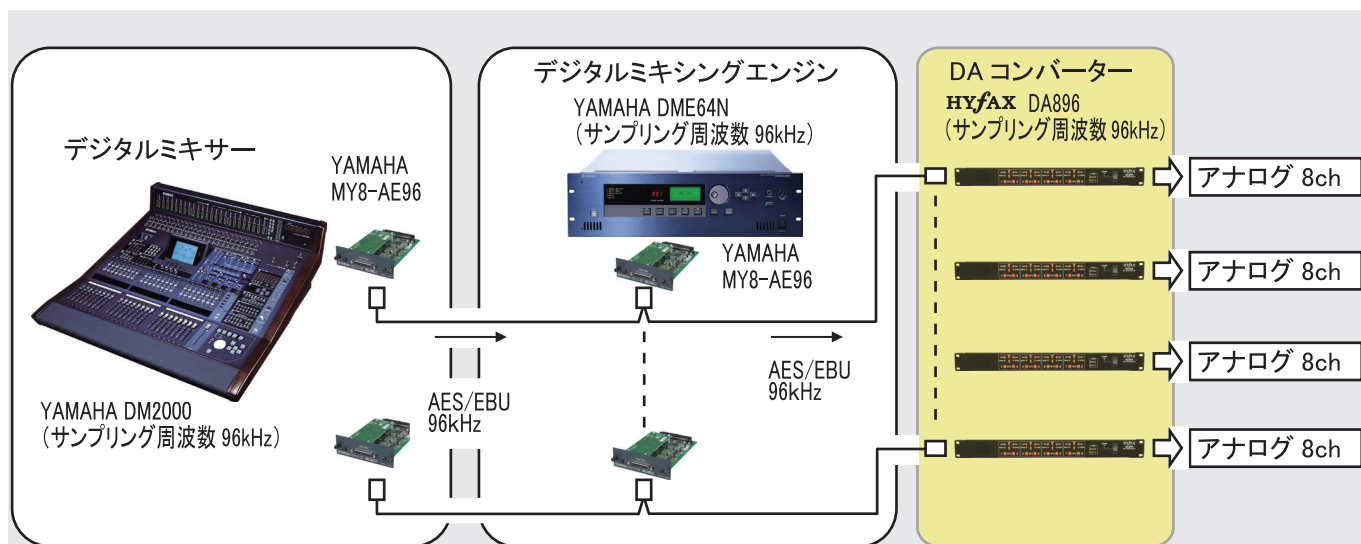 デジタルミキサー
YAMAHA
MY8-AE96
YAMAHA DM2000
（サンプリング周波数 96kHz）
AES/EBU
96kHz
デジタルミキシングエンジン
YAMAHA DME64N
（サンプリング周波数 96kHz）
YAMAHA
MY8-AE96
AES/EBU
96kHz
DA コンバーター
HYfAX DA896
（サンプリング周波数 96kHz）
アナログ 8ch
アナログ 8ch
アナログ 8ch
アナログ 8ch